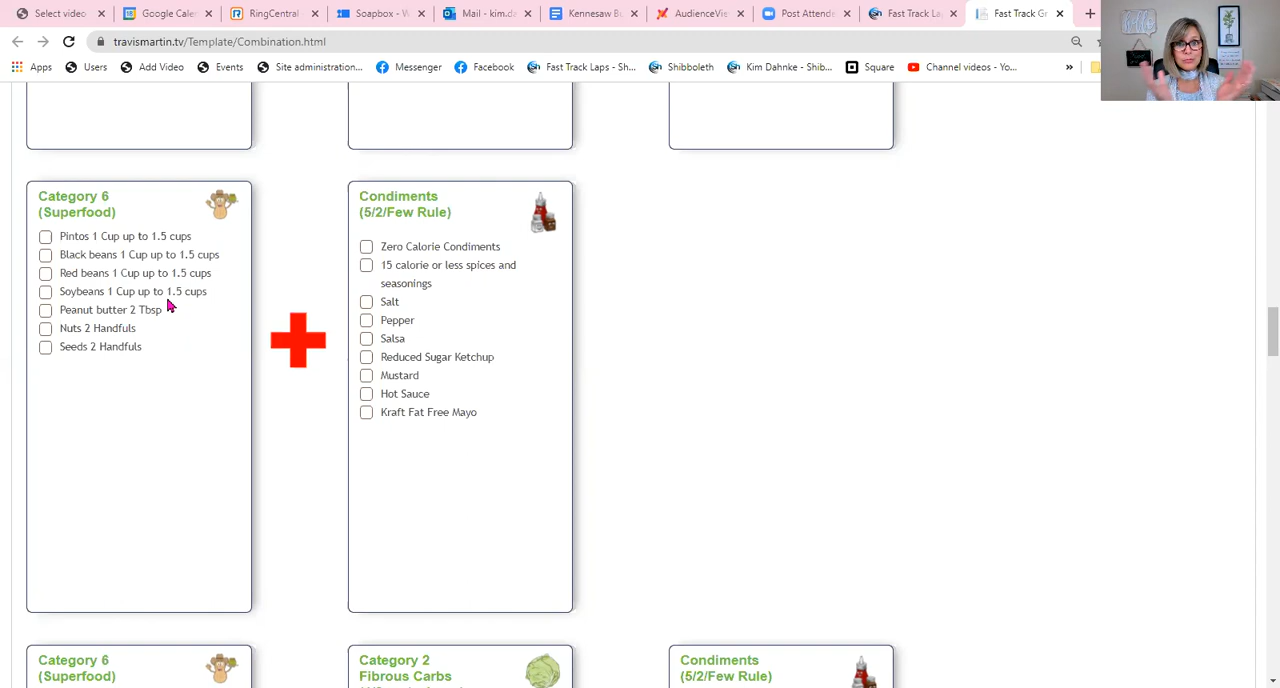 Select video
Google Cale
RingCentral
Soapbox - W
Mail - kim.da
Kennesaw Bu
AudienceVie
Post Attende
Fast Track La
Fast Track Gr
travismartin.tv/Template/Combination.html
Apps
Users
Add Video
Events
Site administration...
Messenger
Fast Track Laps - Sh...
Shibboleth
Kim Dahnke - Shib...
Square
Channel videos - Yo...
»
Category 6
(Superfood)
Pintos 1 Cup up to 1.5 cups
Black beans 1 Cup up to 1.5 cups
Red beans 1 Cup up to 1.5 cups
Soybeans 1 Cup up to 1.5 cups
Peanut butter 2 Tbsp
Nuts 2 Handfuls
Seeds 2 Handfuls
Condiments
(5/2/Few Rule)
Zero Calorie Condiments
15 calorie or less spices and
seasonings
Salt
Pepper
Salsa
Reduced Sugar Ketchup
Mustard
Hot Sauce
Kraft Fat Free Mayo
Category 6
(Superfood)
Category 2
Fibrous Carbs
Condiments
(5/2/Few Rule)